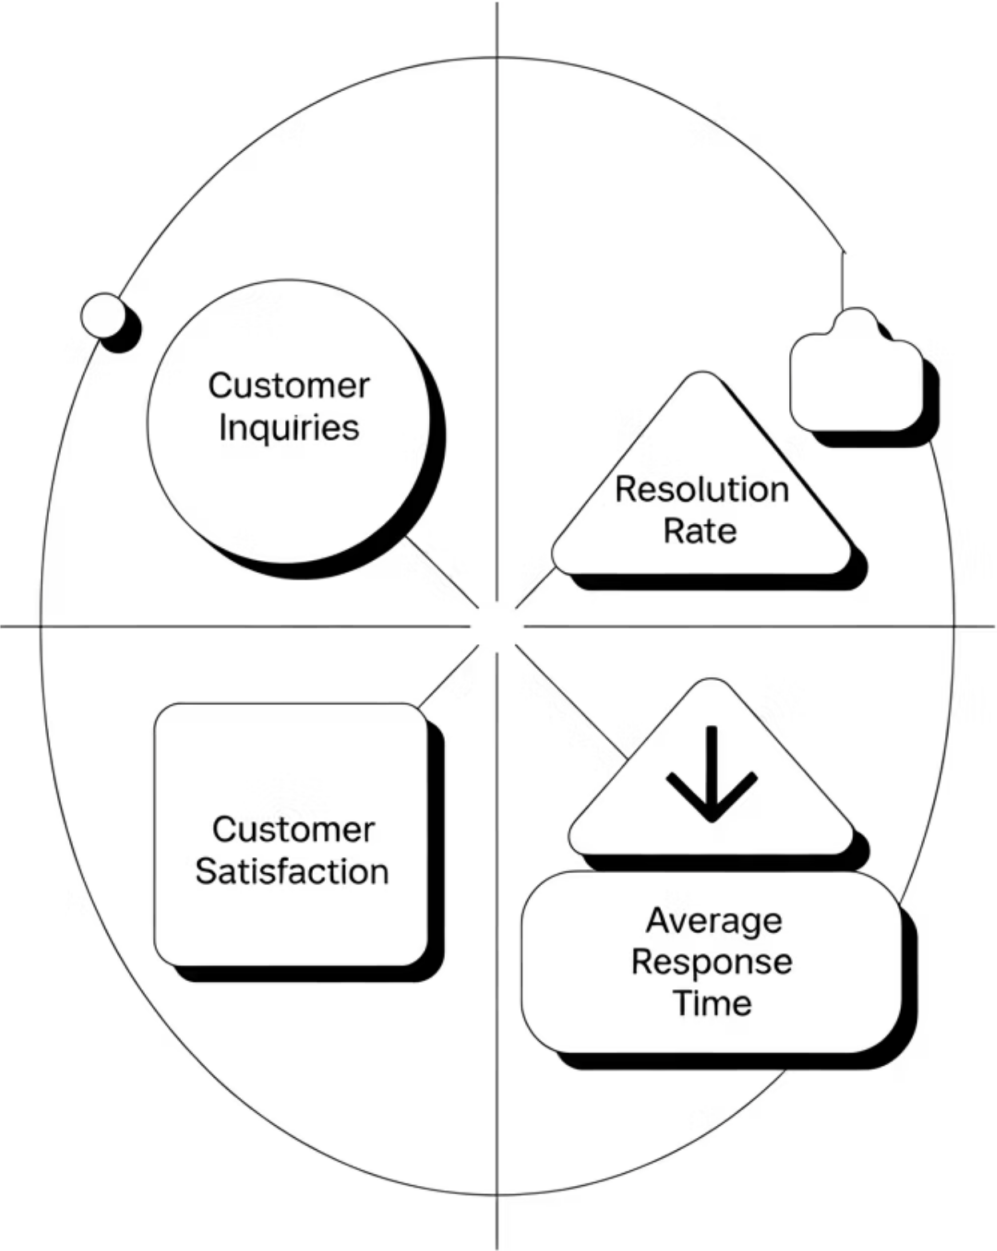 Customer
Inquiries
Resolution
Rate
Customer
Satisfaction
Average
Response
Time